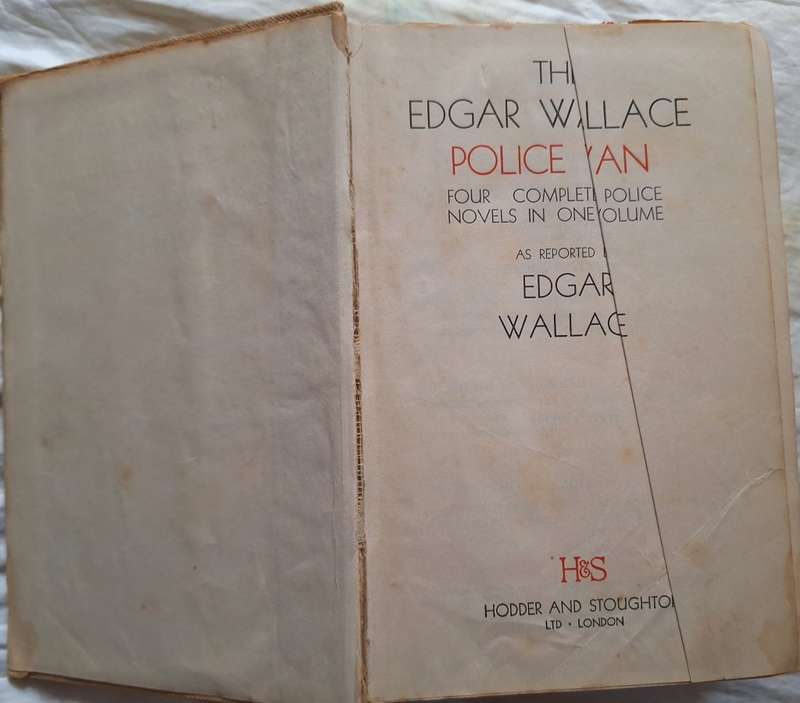 THE
EDGAR WALLACE
POLICE VAN
FOUR COMPLETE POLICE
NOVELS IN ONE VOLUME
AS REPORTED
EDGAR
WALLACE
H&S
HODDER AND STOUGHTON
LTD · LONDON